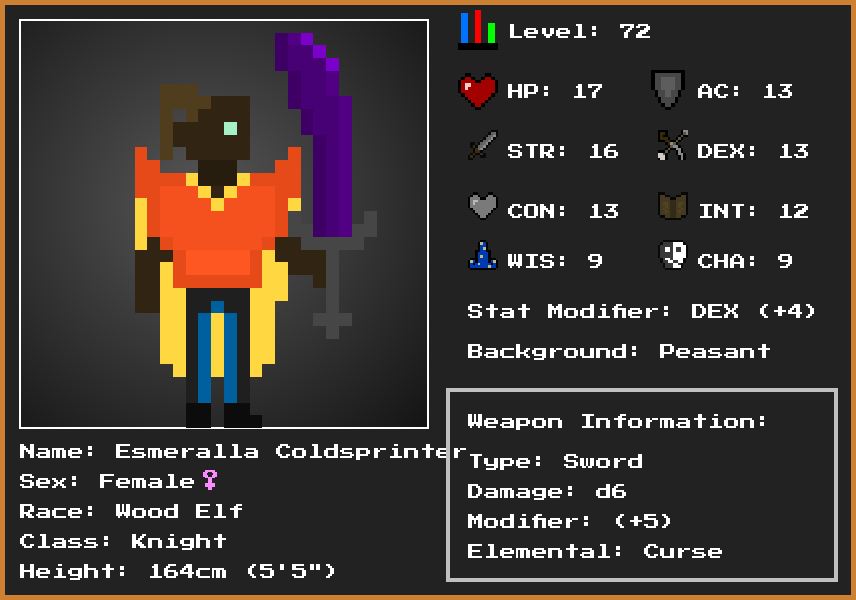 Level: 72
HP: 17
AC: 13
STR: 16
DEX: 13
CON: 13
INT: 12
WIS: 9
CHA: 9
Stat Modifier: DEX (+4)
Background: Peasant
Name: Esmeralla Coldsprinter
Sex: Female♀
Race: Wood Elf
Class: Knight
Height: 164cm (5'5")
Weapon Information:
Type: Sword
Damage: d6
Modifier: (+5)
Elemental: Curse